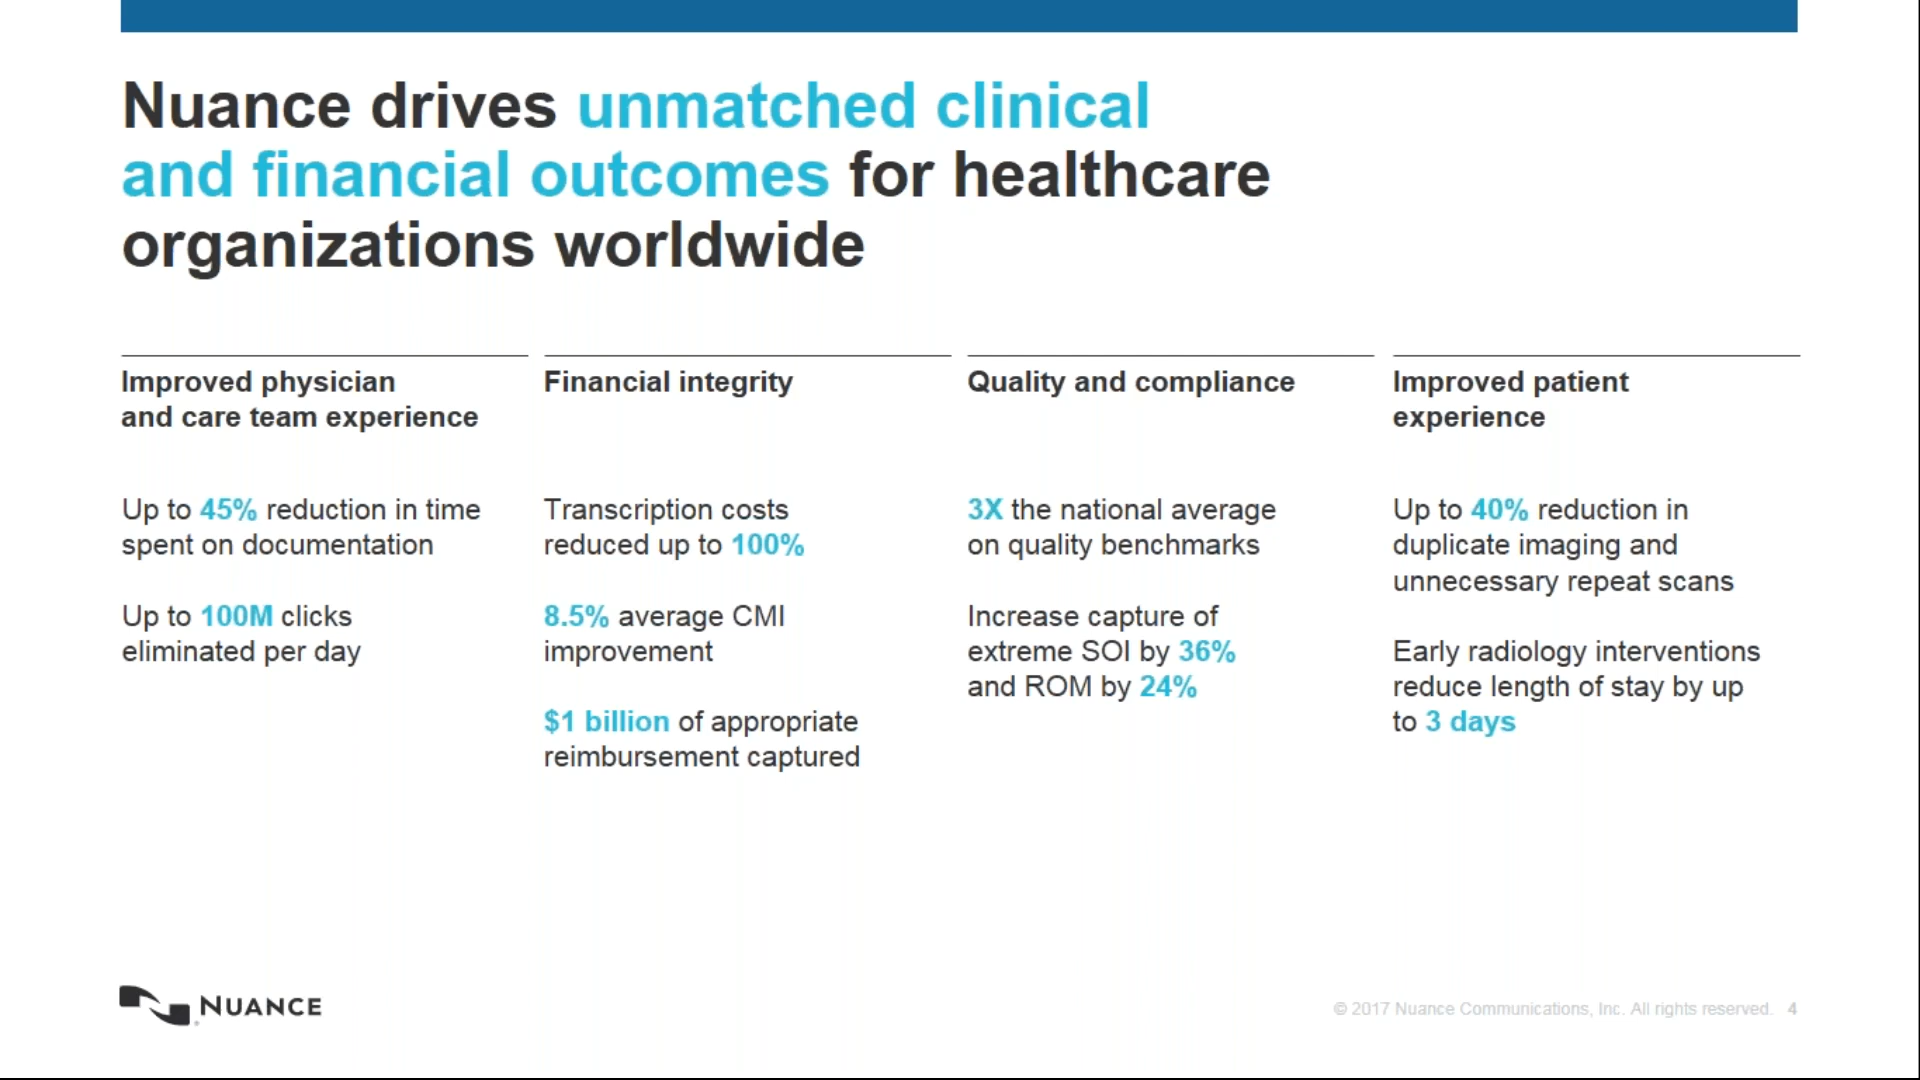 Nuance drives unmatched clinical
and financial outcomes for healthcare
organizations worldwide
Improved physician
and care team experience
Up to 45% reduction in time
spent on documentation
Up to 100M clicks
eliminated per day
Financial integrity
Transcription costs
reduced up to 100%
8.5% average CMI
improvement
$1 billion of appropriate
reimbursement captured
Quality and compliance
3X the national average
on quality benchmarks
Increase capture of
extreme SOI by 36%
and ROM by 24%
Improved patient
experience
Up to 40% reduction in
duplicate imaging and
unnecessary repeat scans
Early radiology interventions
reduce length of stay by up
to 3 days
NUANCE
© 2017 Nuance Communications, Inc. All rights reserved. 4